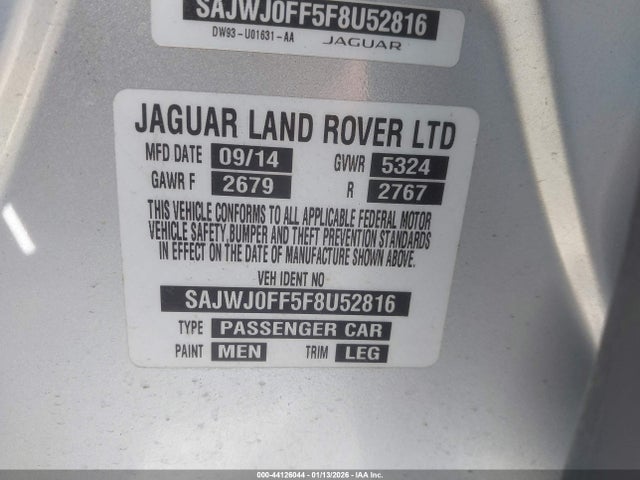 SAJWJ0FF5F8U52816
DW93-U01631-AA JAGUAR
JAGUAR LAND ROVER LTD
MFD DATE 09/14 GVWR 5324
GAWR F 2679 R 2767
THIS VEHICLE CONFORMS TO ALL APPLICABLE FEDERAL MOTOR
VEHICLE SAFETY,BUMPER AND THEFT PREVENTION STANDARDS
IN EFFECT ON THE DATE OF MANUFACTURE SHOWN ABOVE.
VEH IDENT NO
SAJWJ0FF5F8U52816
TYPE PASSENGER CAR
PAINT MEN TRIM LEG
000-44126044 - 01/13/2026 - IAA Inc.